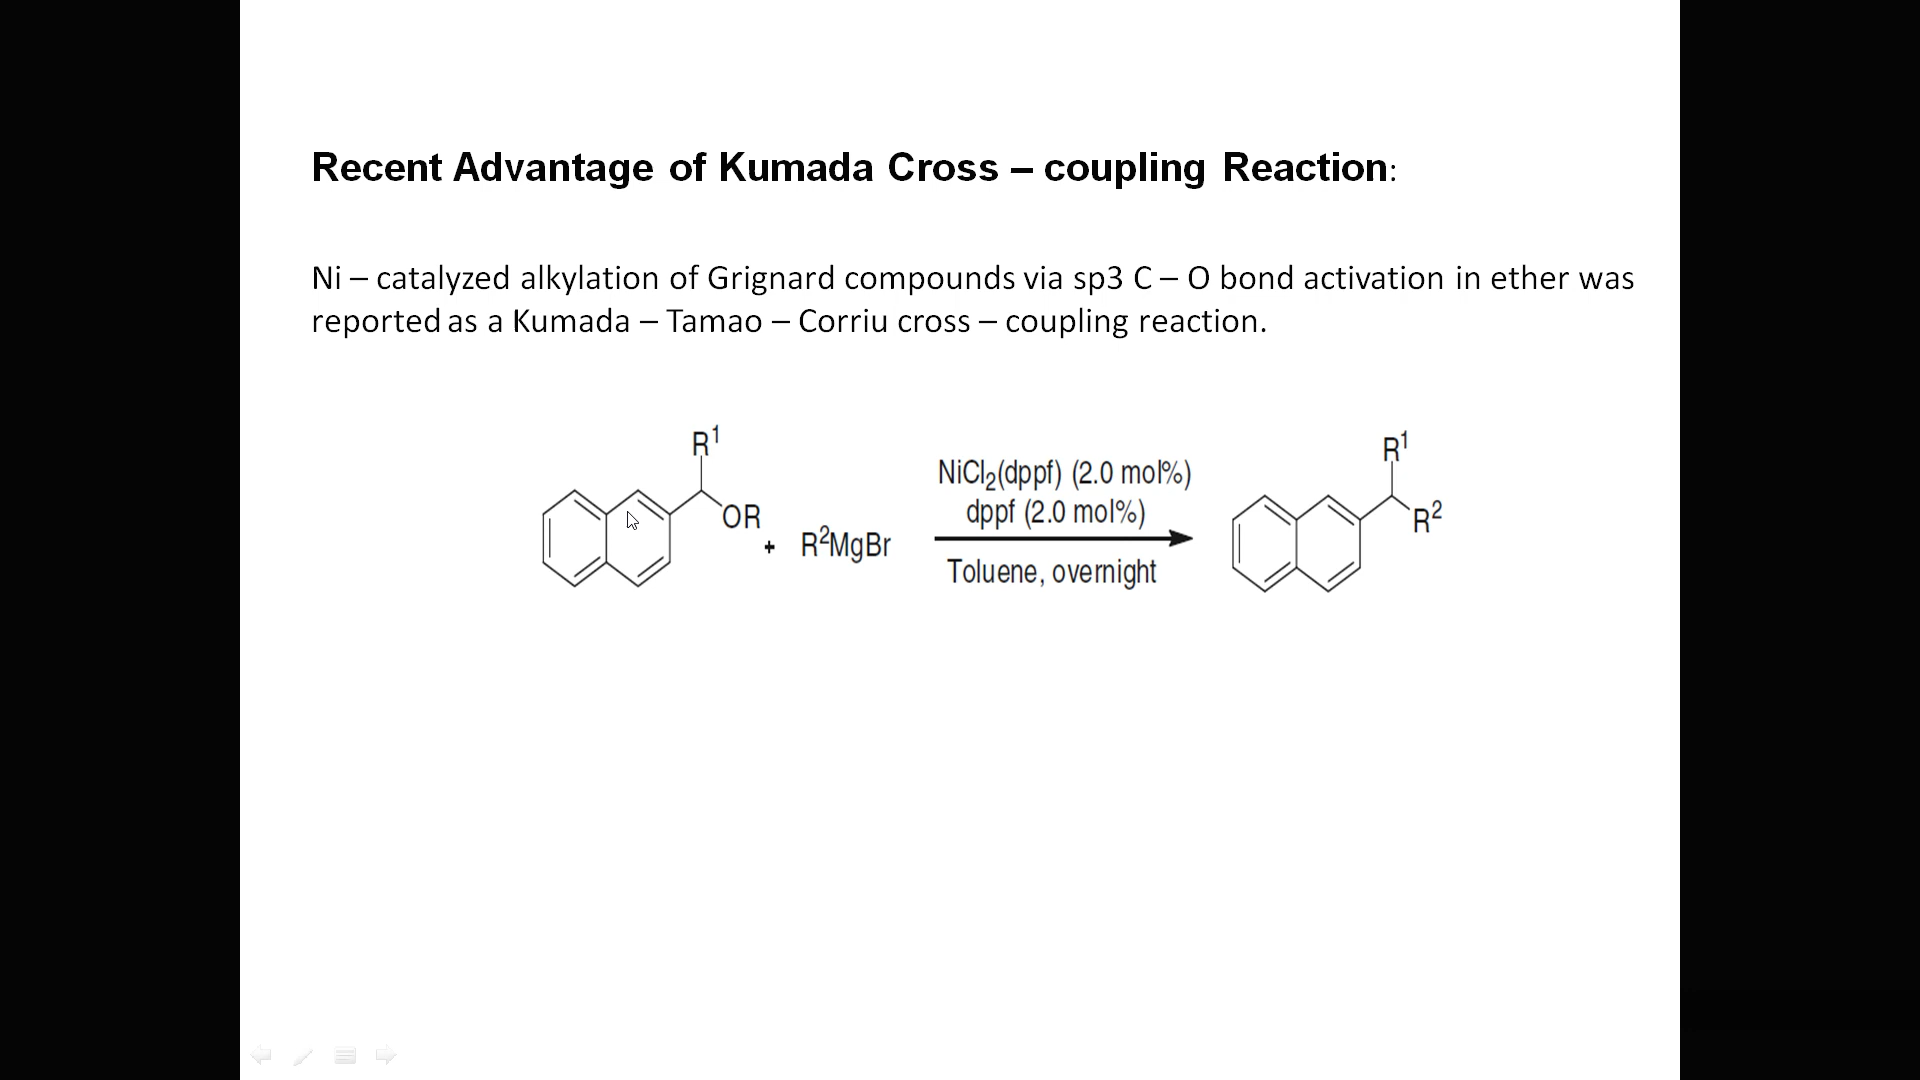 Recent Advantage of Kumada Cross – coupling Reaction:
Ni – catalyzed alkylation of Grignard compounds via sp3 C – O bond activation in ether was
reported as a Kumada – Tamao – Corriu cross – coupling reaction.
R¹
OR
+ R²MgBr
NiCl₂(dppf) (2.0 mol%)
dppf (2.0 mol%)
Toluene, overnight
R¹
R²